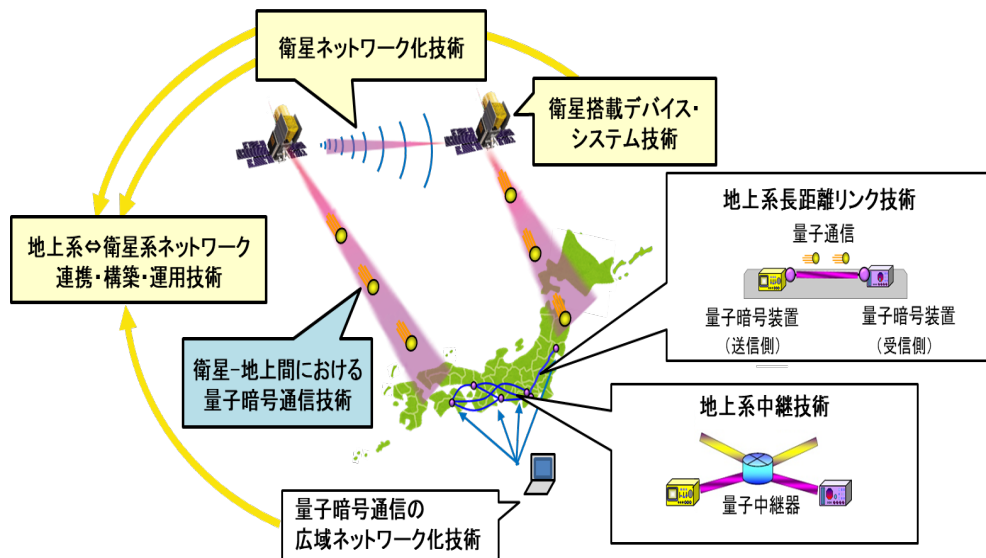 衛星ネットワーク化技術
衛星搭載デバイス・
システム技術
地上系⇔衛星系ネットワーク
連携・構築・運用技術
衛星-地上間における
量子暗号通信技術
地上系長距離リンク技術
量子通信
量子暗号装置
（送信側）
量子暗号装置
（受信側）
地上系中継技術
量子中継器
量子暗号通信の
広域ネットワーク化技術